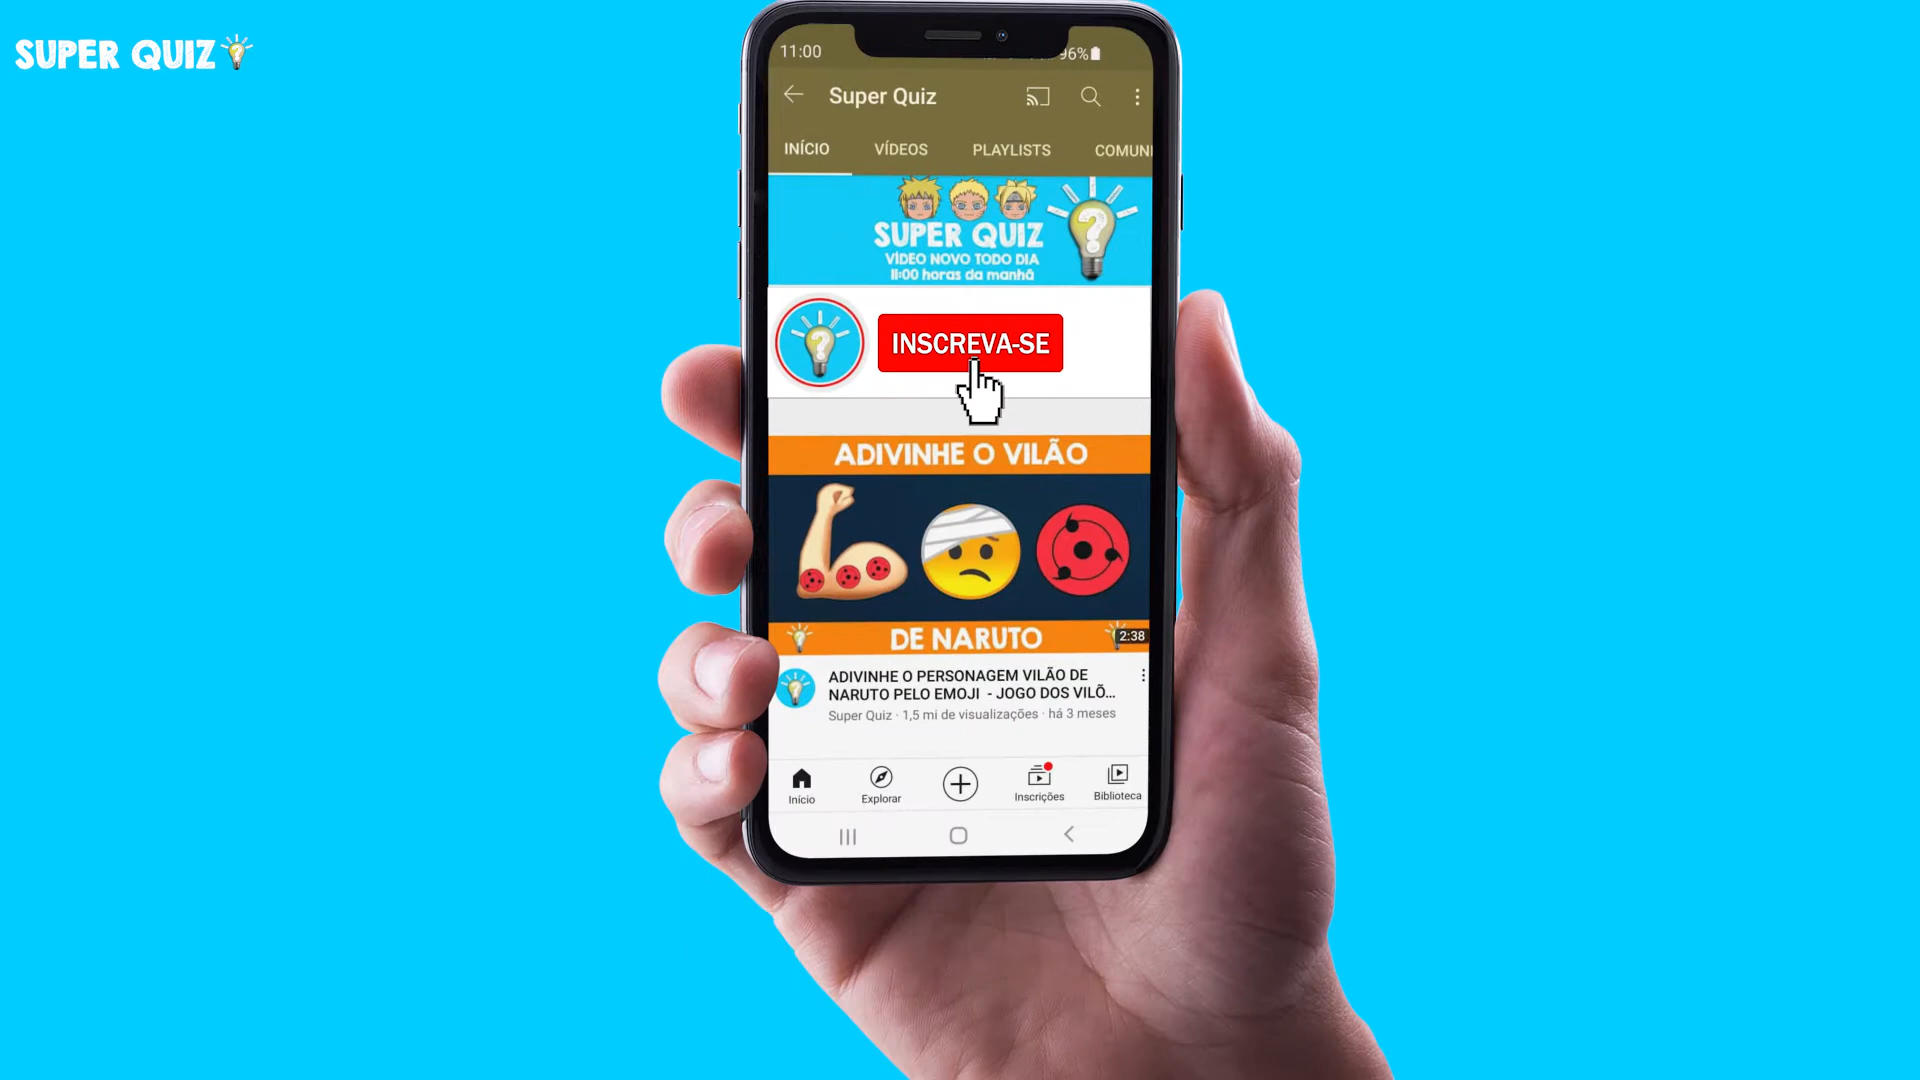 SUPER QUIZ
11:00
96%
Super Quiz
INÍCIO VÍDEOS PLAYLISTS COMUNI
SUPER QUIZ
VÍDEO NOVO TODO DIA
11:00 horas da manhã
INSCREVA-SE
ADIVINHE O VILÃO
DE NARUTO
2:38
ADIVINHE O PERSONAGEM VILÃO DE
NARUTO PELO EMOJI - JOGO DOS VILÕ...
Super Quiz · 1,5 mi de visualizações · há 3 meses
Início Explorar Inscrições Biblioteca